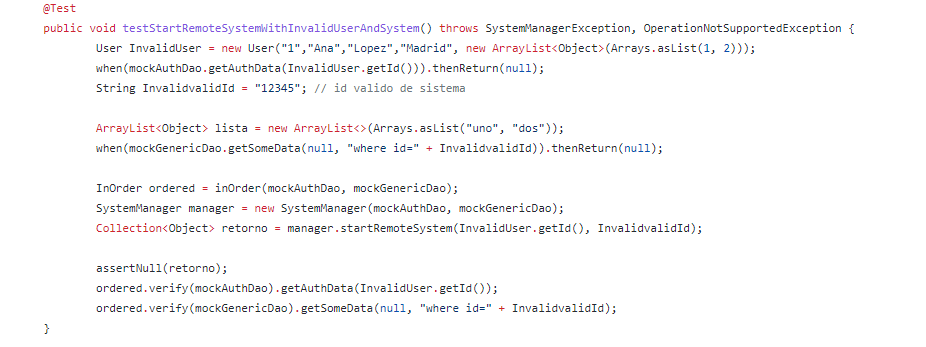 @Test
public void testStartRemoteSystemWithInvalidUserAndSystem() throws SystemManagerException, OperationNotSupportedException {
User InvalidUser = new User("1","Ana","Lopez","Madrid", new ArrayList<Object>(Arrays.asList(1, 2)));
when(mockAuthDao.getAuthData(InvalidUser.getId())).thenReturn(null);
String InvalidvalidId = "12345"; // id valido de sistema
ArrayList<Object> lista = new ArrayList<>(Arrays.asList("uno", "dos"));
when(mockGenericDao.getSomeData(null, "where id=" + InvalidvalidId)).thenReturn(null);
InOrder ordered = inOrder(mockAuthDao, mockGenericDao);
SystemManager manager = new SystemManager(mockAuthDao, mockGenericDao);
Collection<Object> retorno = manager.startRemoteSystem(InvalidUser.getId(), InvalidvalidId);
assertNull(retorno);
ordered.verify(mockAuthDao).getAuthData(InvalidUser.getId());
ordered.verify(mockGenericDao).getSomeData(null, "where id=" + InvalidvalidId);
}